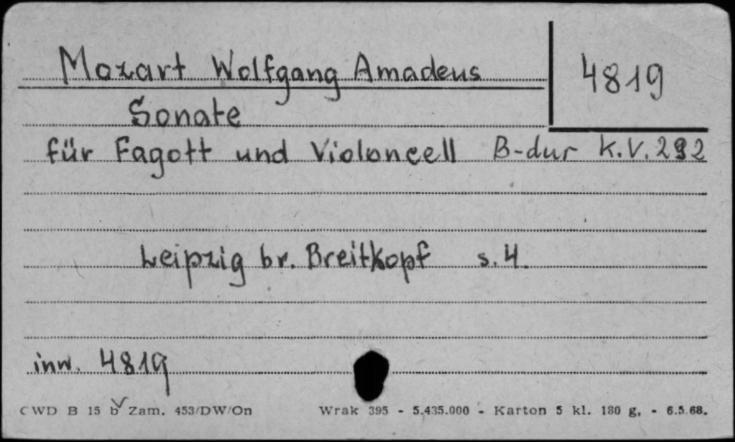 Mozart Wolfgang Amadeus
4819
Sonate
für Fagott und Violoncell B-dur K.V. 292
Leipzig br. Breitkopf s. 4.
inw. 4819
CWD B 15 b Zam. 453/DW/On Wrak 395 - 5.435.000 - Karton 5 kl. 180 g. - 6.5.68.